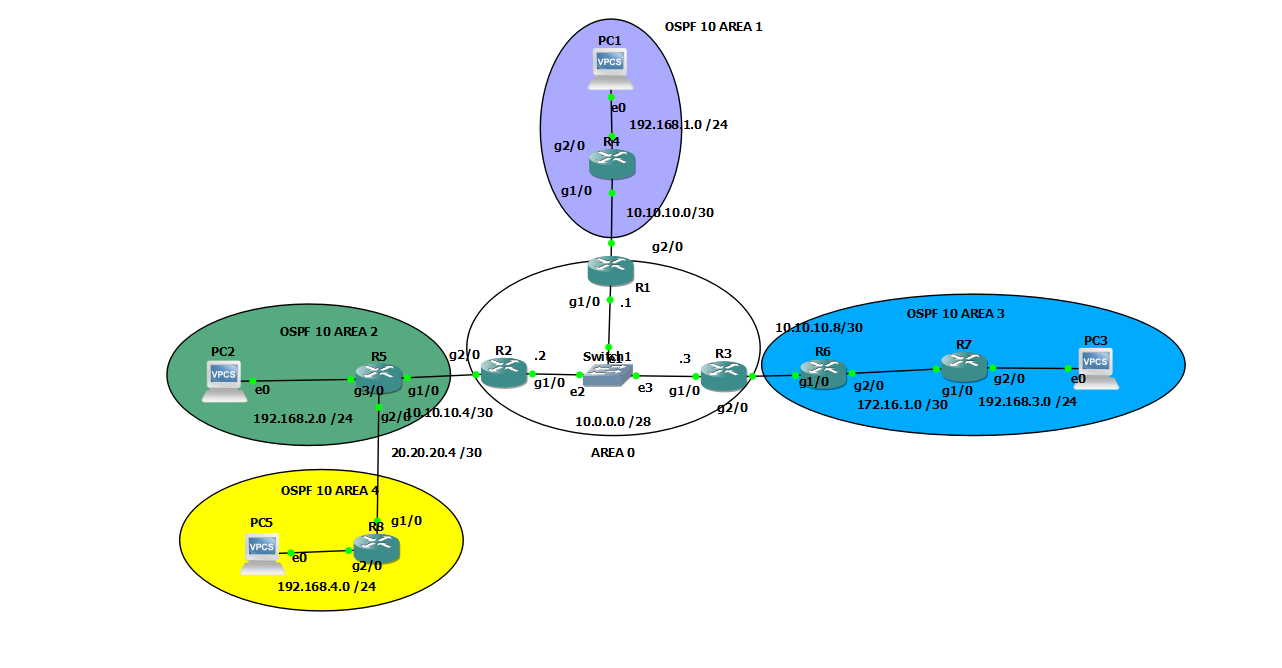 OSPF 10 AREA 1
PC1
VPCS
e0
192.168.1.0 /24
g2/0
R4
g1/0
10.10.10.0/30
g2/0
R1
g1/0
.1
OSPF 10 AREA 2
PC2
VPCS
e0
R5
g3/0
g1/0
192.168.2.0 /24
g2/0
10.10.10.4/30
g2/0
R2
.2
g1/0
Switch1
e1
e2
e3
.3
R3
g1/0
g2/0
10.0.0.0 /28
AREA 0
10.10.10.8/30
OSPF 10 AREA 3
R6
g1/0
g2/0
R7
g1/0
g2/0
PC3
VPCS
e0
172.16.1.0 /30
192.168.3.0 /24
20.20.20.4 /30
OSPF 10 AREA 4
PC5
VPCS
e0
g1/0
R8
g2/0
192.168.4.0 /24